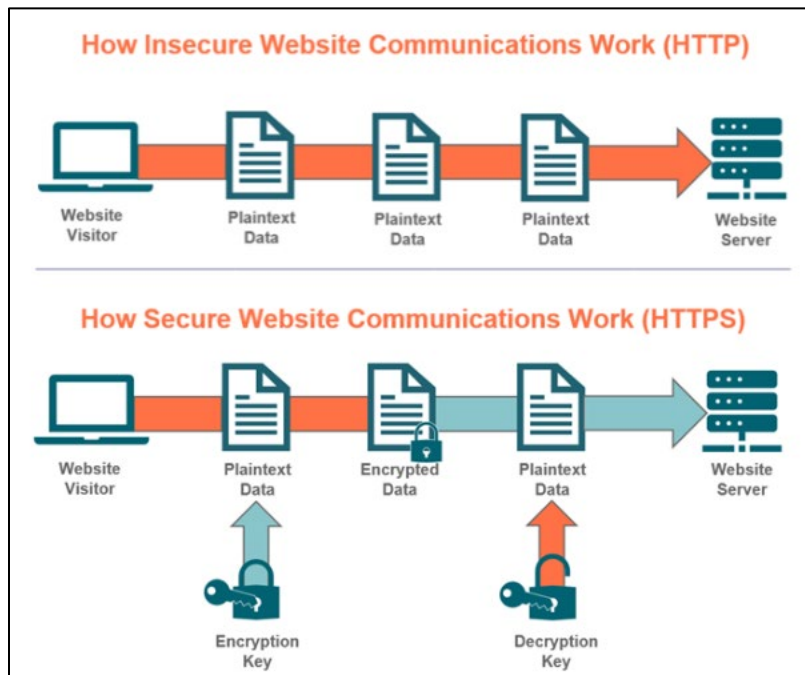 How Insecure Website Communications Work (HTTP)
Website
Visitor
Plaintext
Data
Plaintext
Data
Plaintext
Data
Website
Server
How Secure Website Communications Work (HTTPS)
Website
Visitor
Plaintext
Data
Encrypted
Data
Plaintext
Data
Website
Server
Encryption
Key
Decryption
Key